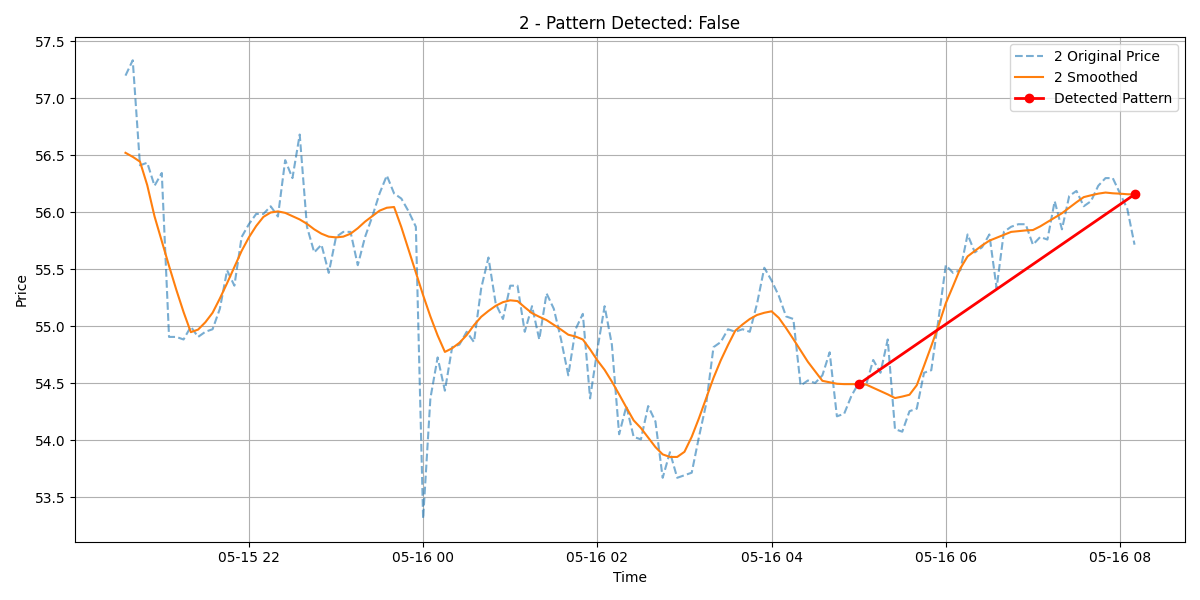 2 - Pattern Detected: False
2 Original Price
2 Smoothed
Detected Pattern
Price
57.5
57.0
56.5
56.0
55.5
55.0
54.5
54.0
53.5
05-15 22
05-16 00
05-16 02
05-16 04
05-16 06
05-16 08
Time